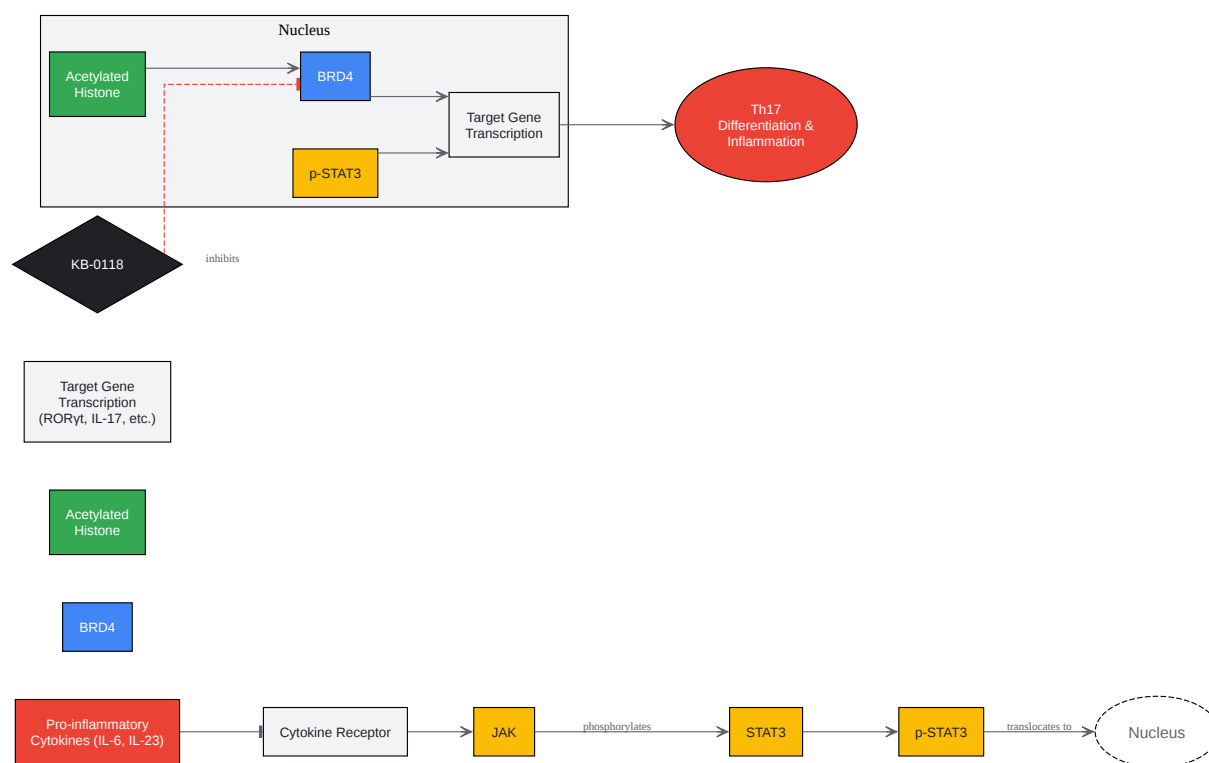 Nucleus
Acetylated
Histone
BRD4
Target Gene
Transcription
p-STAT3
Th17
Differentiation &
Inflammation
KB-0118
inhibits
Target Gene
Transcription
(RORγt, IL-17, etc.)
Acetylated
Histone
BRD4
Pro-inflammatory
Cytokines (IL-6, IL-23)
Cytokine Receptor
JAK
phosphorylates
STAT3
p-STAT3
translocates to
Nucleus